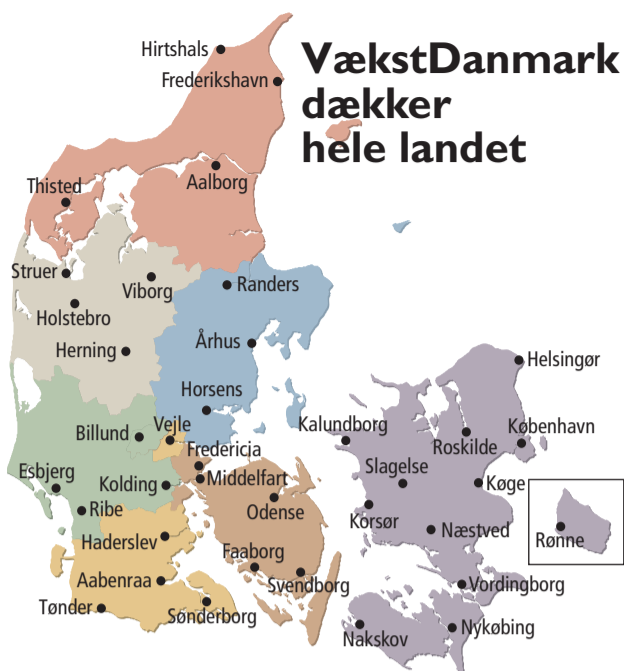 VækstDanmark
dækker
hele landet
Hirtshals
Frederikshavn
Aalborg
Thisted
Struer
Viborg
Randers
Holstebro
Århus
Herning
Helsingør
Horsens
Kalundborg
København
Billund
Vejle
Roskilde
Fredericia
Slagelse
Esbjerg
Kolding
Middelfart
Køge
Ribe
Odense
Korsør
Næstved
Rønne
Haderslev
Faaborg
Aabenraa
Svendborg
Vordingborg
Tønder
Sønderborg
Nakskov
Nykøbing